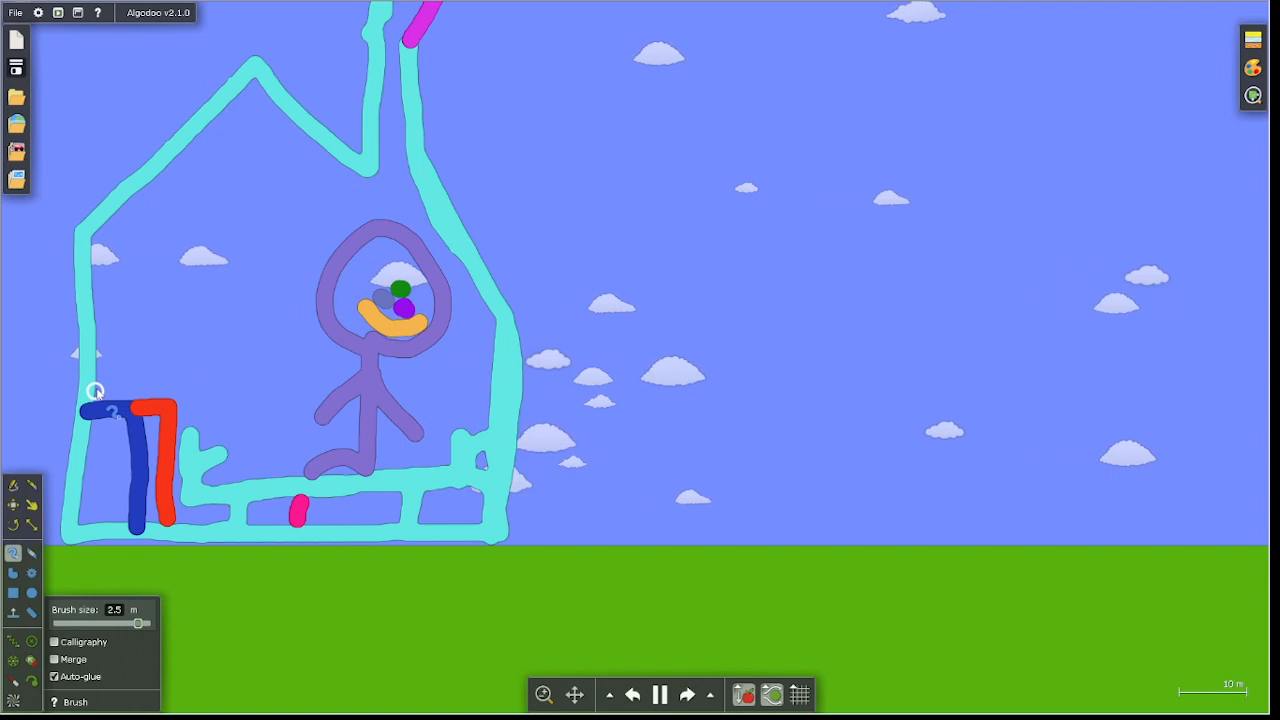 File ? Algodoo v2.1.0
?
Brush size: 2.5 m
Calligraphy
Merge
Auto-glue
? Brush
10 m